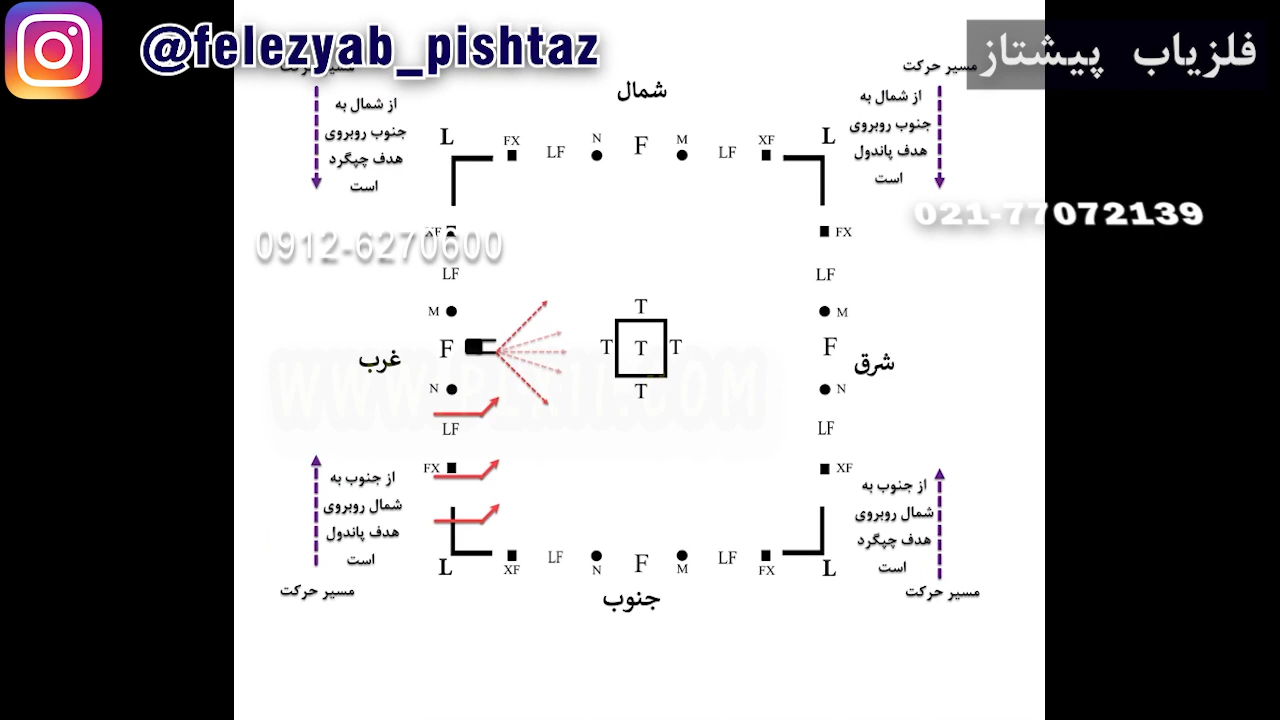 @felezyab_pishtaz
فلزیاب پیشتاز
مسیر حرکت
مسیر حرکت
از شمال به
جنوب روبروی
هدف چپگرد
است
شمال
از شمال به
جنوب روبروی
هدف پاندول
است
021-77072139
0912-6270600
L FX LF N F M LF XF L
XF FX
LF LF
M M
غرب F F شرق
T
T T T
T
N N
LF LF
FX XF
از جنوب به
شمال روبروی
هدف پاندول
است
مسیر حرکت
از جنوب به
شمال روبروی
هدف چپگرد
است
مسیر حرکت
L XF LF N F M LF FX L
جنوب